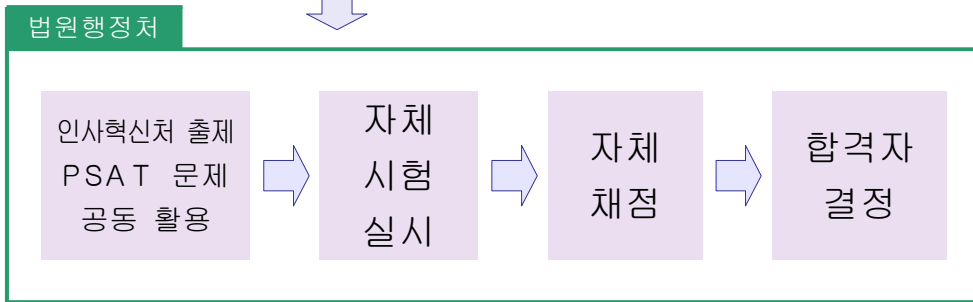 법원행정처
인사혁신처 출제
PSAT 문제
공동 활용
자체
시험
실시
자체
채점
합격자
결정